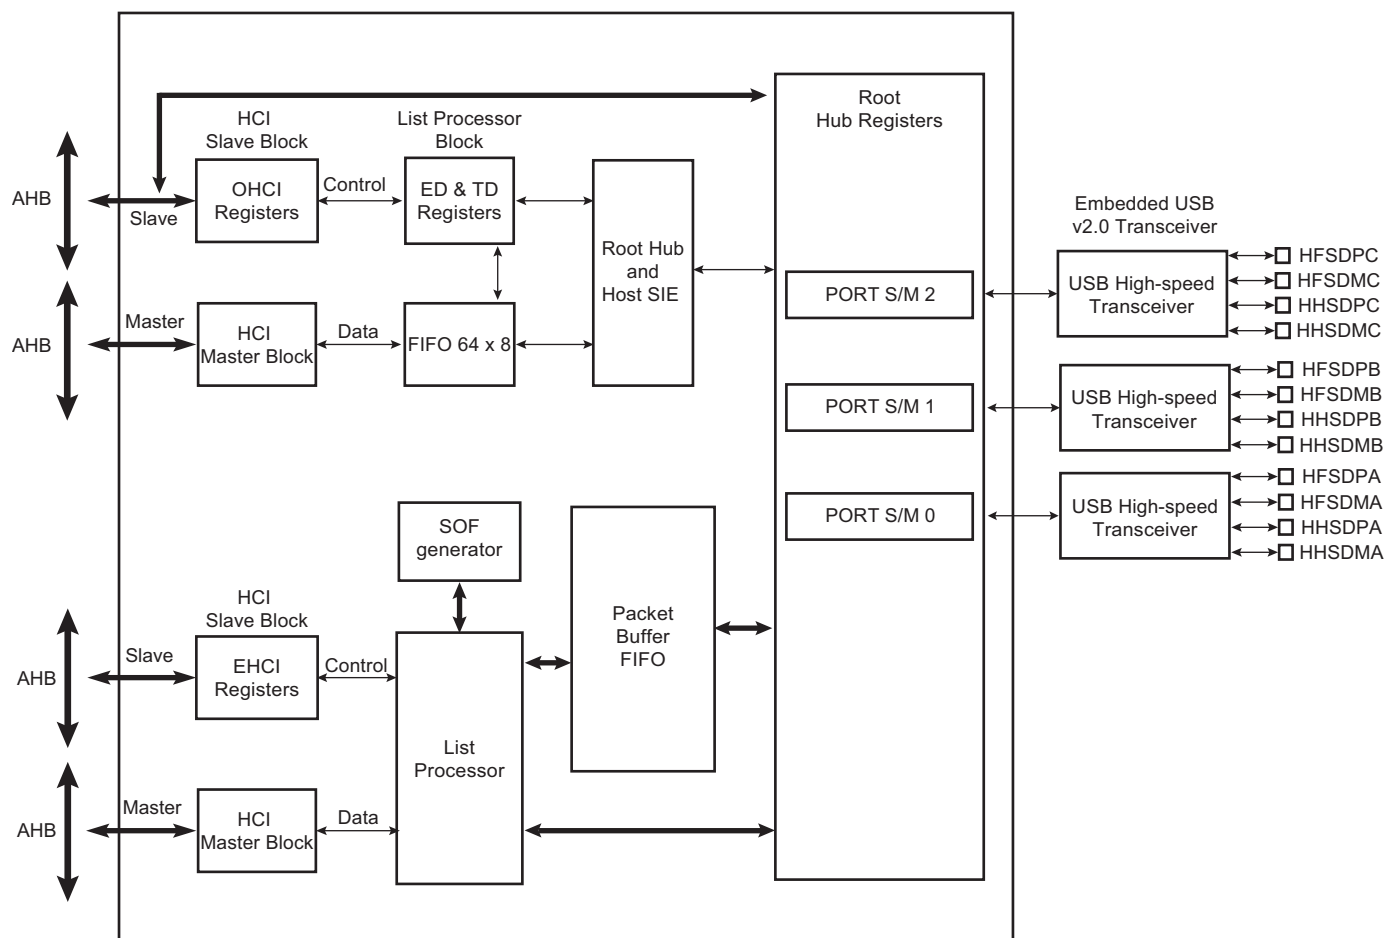 Root
Hub Registers
HCI
Slave Block
List Processor
Block
AHB
Slave
OHCI
Registers
Control
ED & TD
Registers
Root Hub
and
Host SIE
AHB
Master
HCI
Master Block
Data
FIFO 64 x 8
PORT S/M 2
PORT S/M 1
PORT S/M 0
Embedded USB
v2.0 Transceiver
USB High-speed
Transceiver
HFSDPC
HFSDMC
HHSDPC
HHSDMC
USB High-speed
Transceiver
HFSDPB
HFSDMB
HHSDPB
HHSDMB
USB High-speed
Transceiver
HFSDPA
HFSDMA
HHSDPA
HHSDMA
SOF
generator
HCI
Slave Block
AHB
Slave
EHCI
Registers
Control
Packet
Buffer
FIFO
List
Processor
AHB
Master
HCI
Master Block
Data